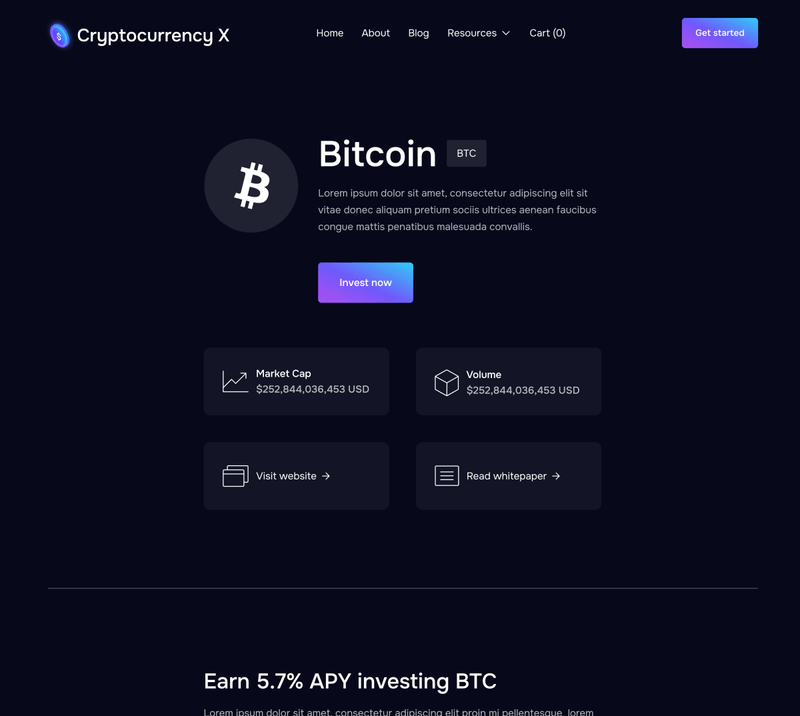 Cryptocurrency X
Home About Blog Resources Cart (0)
Get started
Bitcoin BTC
Lorem ipsum dolor sit amet, consectetur adipiscing elit sit
vitae donec aliquam pretium sociis ultrices aenean faucibus
congue mattis penatibus malesuada convallis.
Invest now
Market Cap
$252,844,036,453 USD
Volume
$252,844,036,453 USD
Visit website →
Read whitepaper →
Earn 5.7% APY investing BTC
Lorem ipsum dolor sit amet, consectetur adipiscing elit proin mi pellentesque lorem